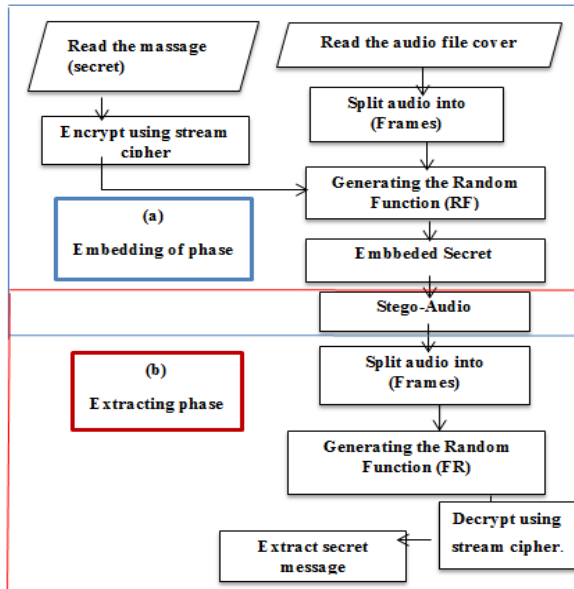 Read the massage
(secret)
Read the audio file cover
Split audio into
(Frames)
Encrypt using stream
cipher
Generating the Random
Function (RF)
(a)
Embedding of phase
Embbeded Secret
Stego-Audio
(b)
Extracting phase
Split audio into
(Frames)
Generating the Random
Function (FR)
Decrypt using
stream cipher.
Extract secret
message